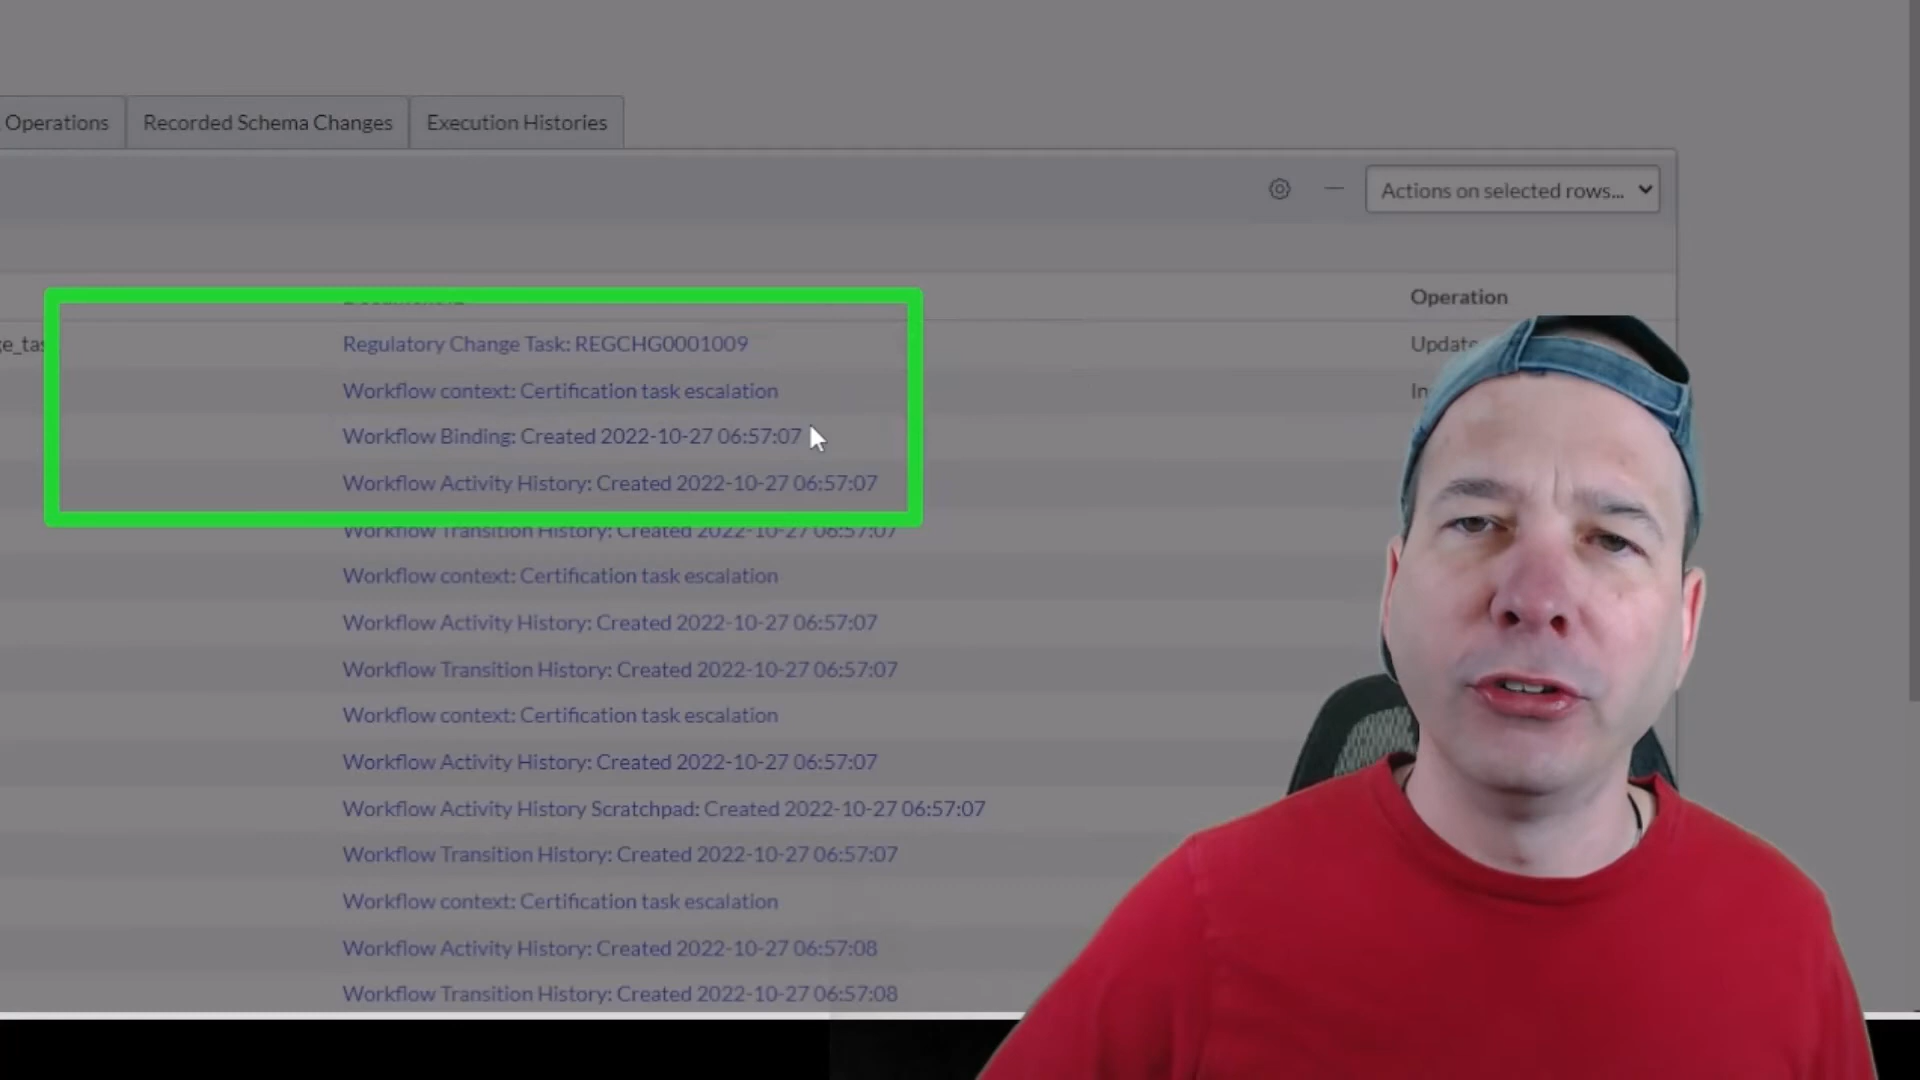 Operations
Recorded Schema Changes
Execution Histories
Actions on selected rows...
Operation
Regulatory Change Task: REGCHG0001009
Workflow context: Certification task escalation
Workflow Binding: Created 2022-10-27 06:57:07
Workflow Activity History: Created 2022-10-27 06:57:07
Workflow Transition History: Created 2022-10-27 06:57:07
Workflow context: Certification task escalation
Workflow Activity History: Created 2022-10-27 06:57:07
Workflow Transition History: Created 2022-10-27 06:57:07
Workflow context: Certification task escalation
Workflow Activity History: Created 2022-10-27 06:57:07
Workflow Activity History Scratchpad: Created 2022-10-27 06:57:07
Workflow Transition History: Created 2022-10-27 06:57:07
Workflow context: Certification task escalation
Workflow Activity History: Created 2022-10-27 06:57:08
Workflow Transition History: Created 2022-10-27 06:57:08